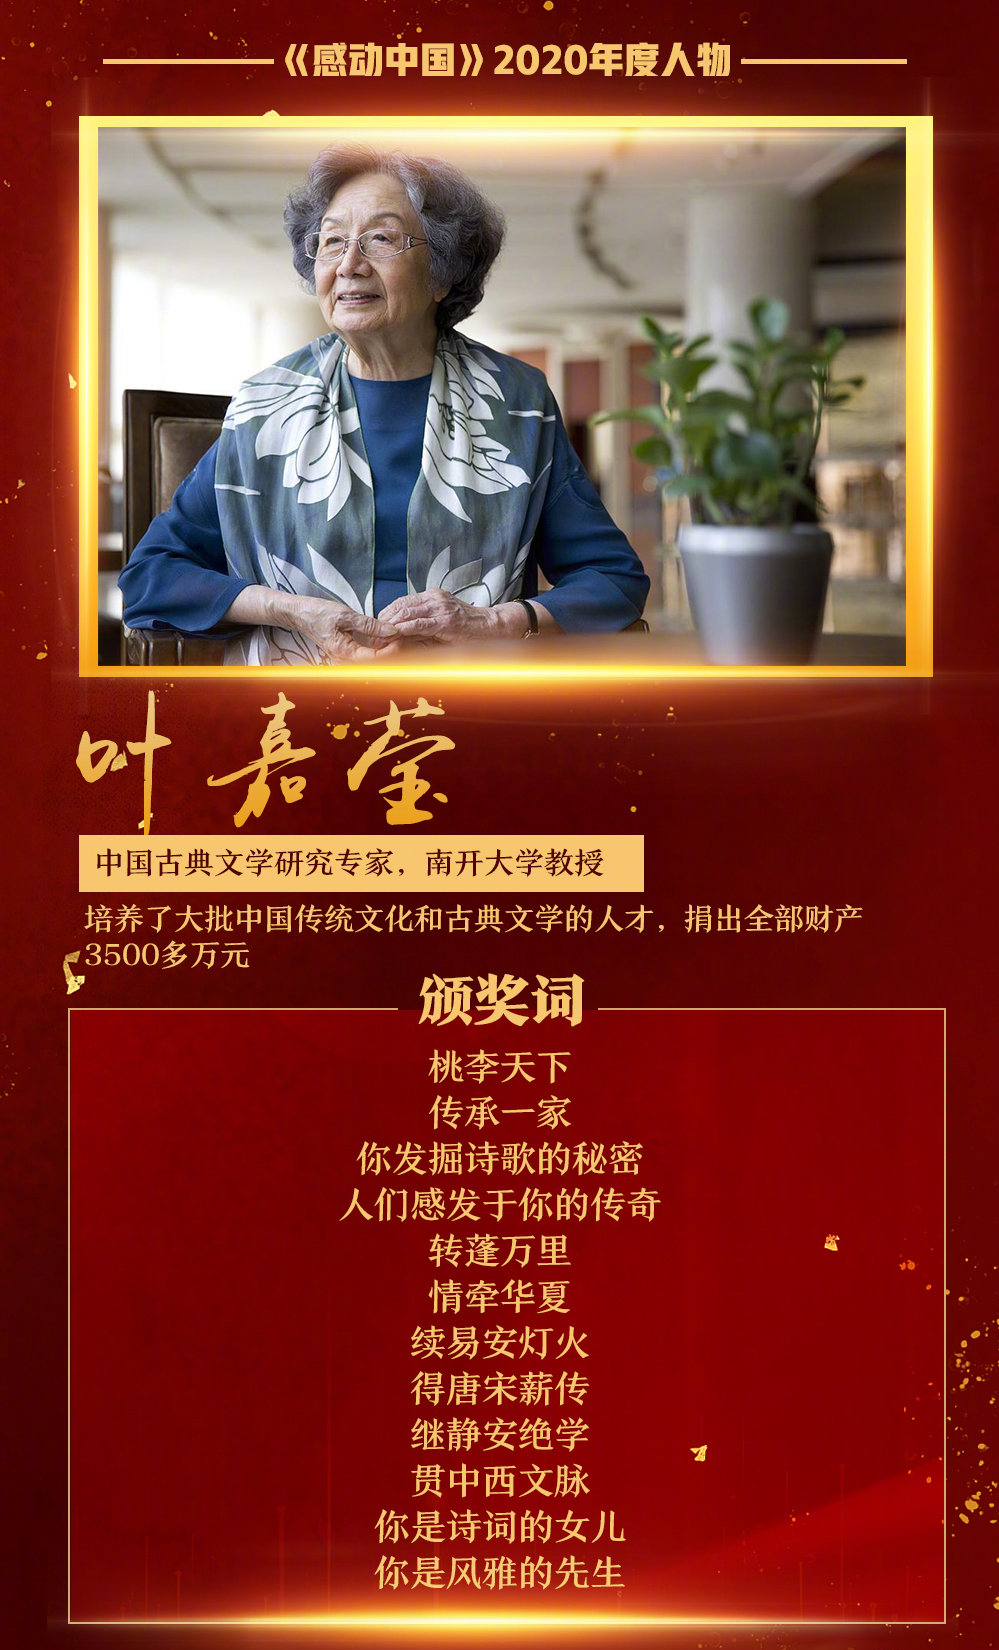 《感动中国》2020年度人物
叶嘉莹
中国古典文学研究专家，南开大学教授
培养了大批中国传统文化和古典文学的人才，捐出全部财产
3500多万元
颁奖词
桃李天下
传承一家
你发掘诗歌的秘密
人们感发于你的传奇
转蓬万里
情牵华夏
续易安灯火
得唐宋薪传
继静安绝学
贯中西文脉
你是诗词的女儿
你是风雅的先生